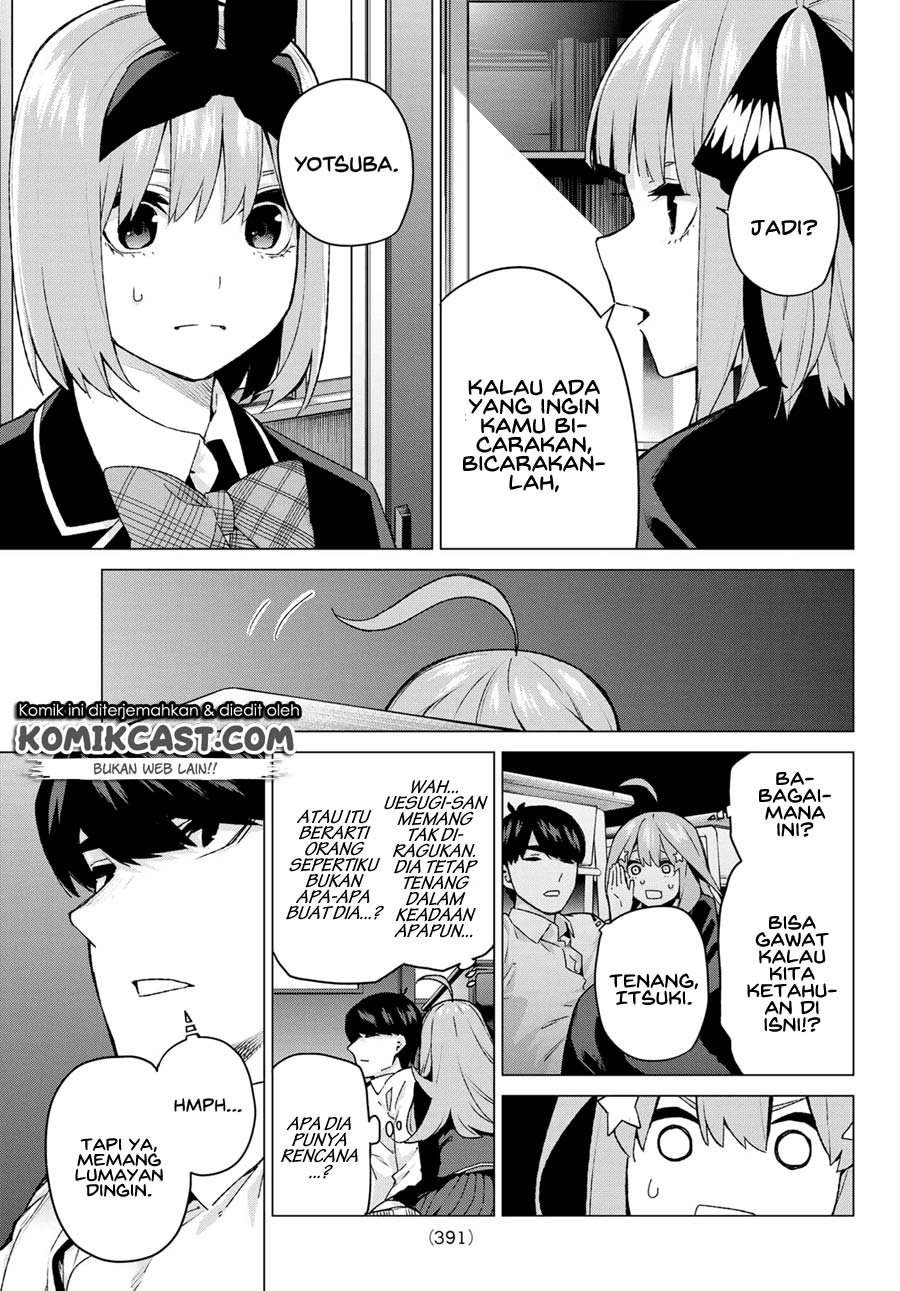 JADI?
KALAU ADA
YANG INGIN
KAMU BI-
CARAKAN,
BICARAKAN-
LAH,
YOTSUBA.
Komik ini diterjemahkan & diedit oleh
KOMIKCAST.COM
BUKAN WEB LAIN!!
BA-
BAGAI-
MANA
INI?
BISA
GAWAT
KALAU
KITA
KETAHU-
AN DI
ISNI!?
TENANG,
ITSUKI.
WAH...
UESUGI-SAN
MEMANG
TAK DI-
RAGUKAN.
DIA TETAP
TENANG
DALAM
KEADAAN
APAPUN...
ATAU ITU
BERARTI
ORANG
SEPERTIKU
BUKAN
APA-APA
BUAT DIA...?
APA DIA
PUNYA
RENCANA
...?
HMPH...
TAPI YA,
MEMANG
LUMAYAN
DINGIN.
(391)